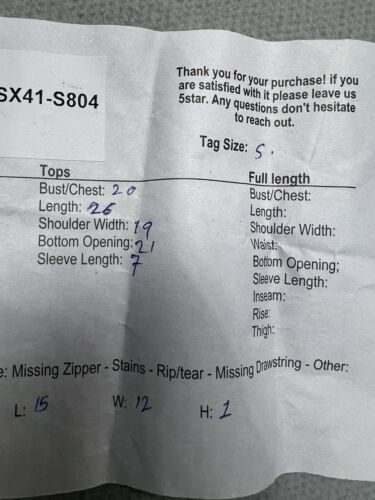 SX41-S804
Thank you for your purchase! if you
are satisfied with it please leave us
5star. Any questions don't hesitate
to reach out.
Tag Size: S.
Tops
Bust/Chest: 20
Length: 26
Shoulder Width: 19
Bottom Opening: 21
Sleeve Length: 7
Full length
Bust/Chest:
Length:
Shoulder Width:
Waist:
Bottom Opening;
Sleeve Length:
Inseam:
Rise:
Thigh:
e: Missing Zipper - Stains - Rip/tear - Missing Drawstring - Other:
L: 15 W: 12 H: 1